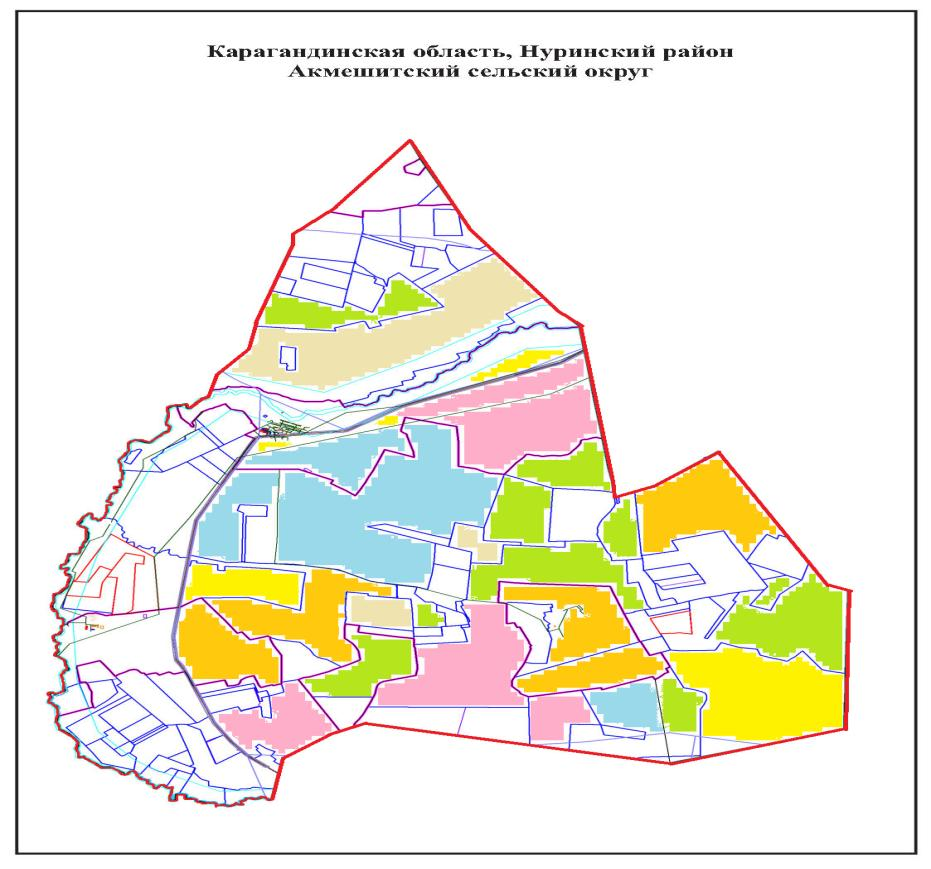 Карагандинская область, Нуринский район
Акмешитский сельский округ